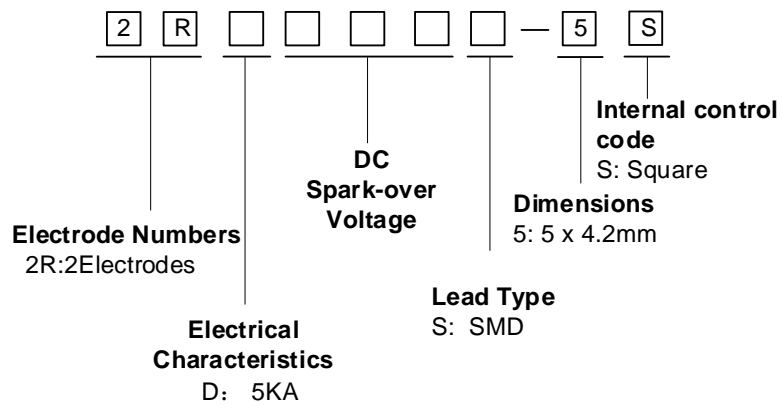 2 R □ □ □ □ □ — 5 S
Internal control
code
S: Square
DC
Spark-over
Voltage
Dimensions
5: 5 x 4.2mm
Electrode Numbers
2R:2Electrodes
Lead Type
S: SMD
Electrical
Characteristics
D： 5KA